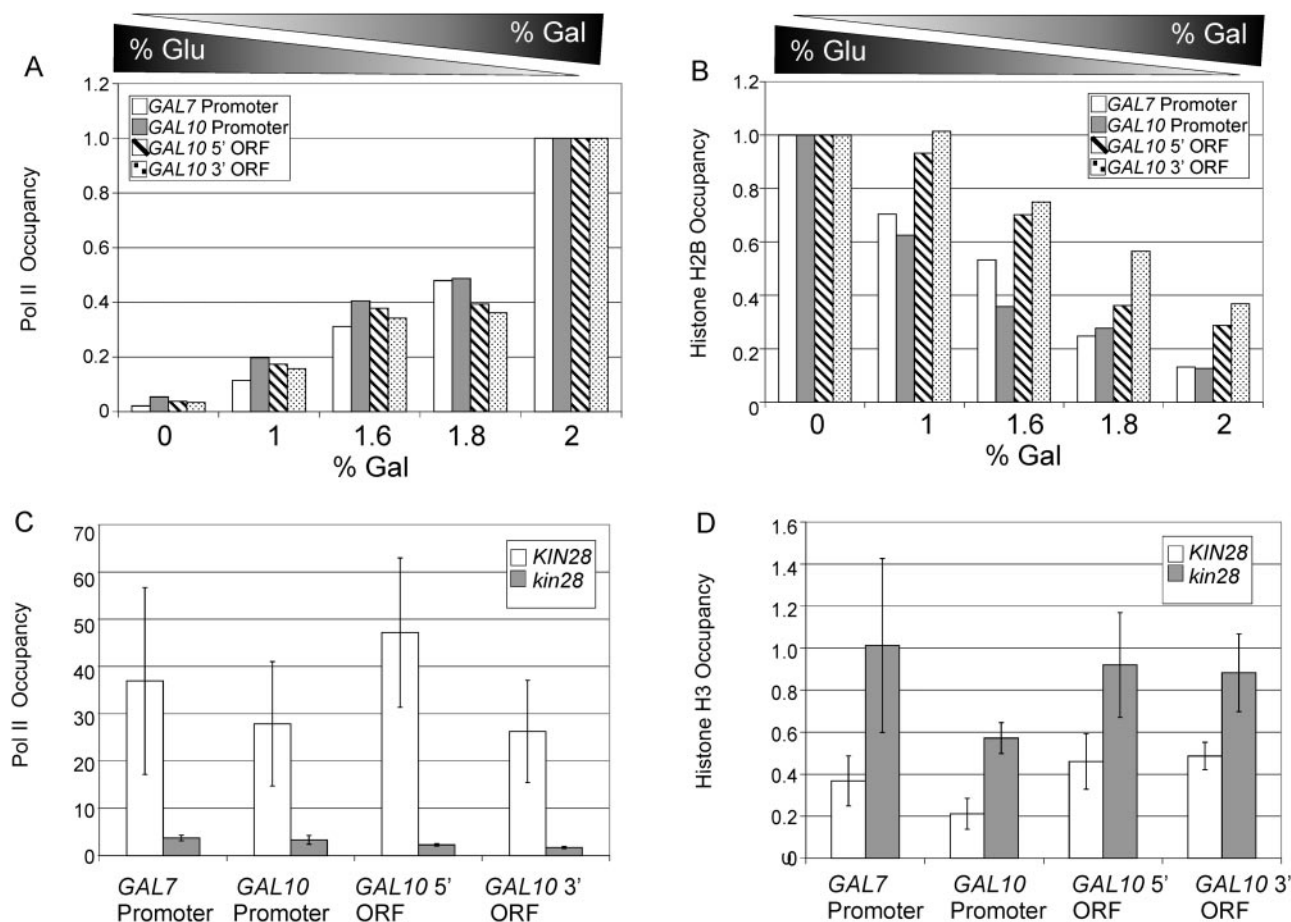 % Glu
% Gal
A
1.2
1.0
0.8
0.6
0.4
0.2
0
Pol II Occupancy
GAL7 Promoter
GAL10 Promoter
GAL10 5' ORF
GAL10 3' ORF
0 1 1.6 1.8 2
% Gal
% Glu
% Gal
B
1.2
1.0
0.8
0.6
0.4
0.2
0
Histone H2B Occupancy
GAL7 Promoter
GAL10 Promoter
GAL10 5' ORF
GAL10 3' ORF
0 1 1.6 1.8 2
% Gal
C
70
60
50
40
30
20
10
0
Pol II Occupancy
KIN28
kin28
GAL7 GAL10 GAL10 5' GAL10 3'
Promoter Promoter ORF ORF
D
1.6
1.4
1.2
1.0
0.8
0.6
0.4
0.2
0
Histone H3 Occupancy
KIN28
kin28
GAL7 GAL10 GAL10 5' GAL10 3'
Promoter Promoter ORF ORF